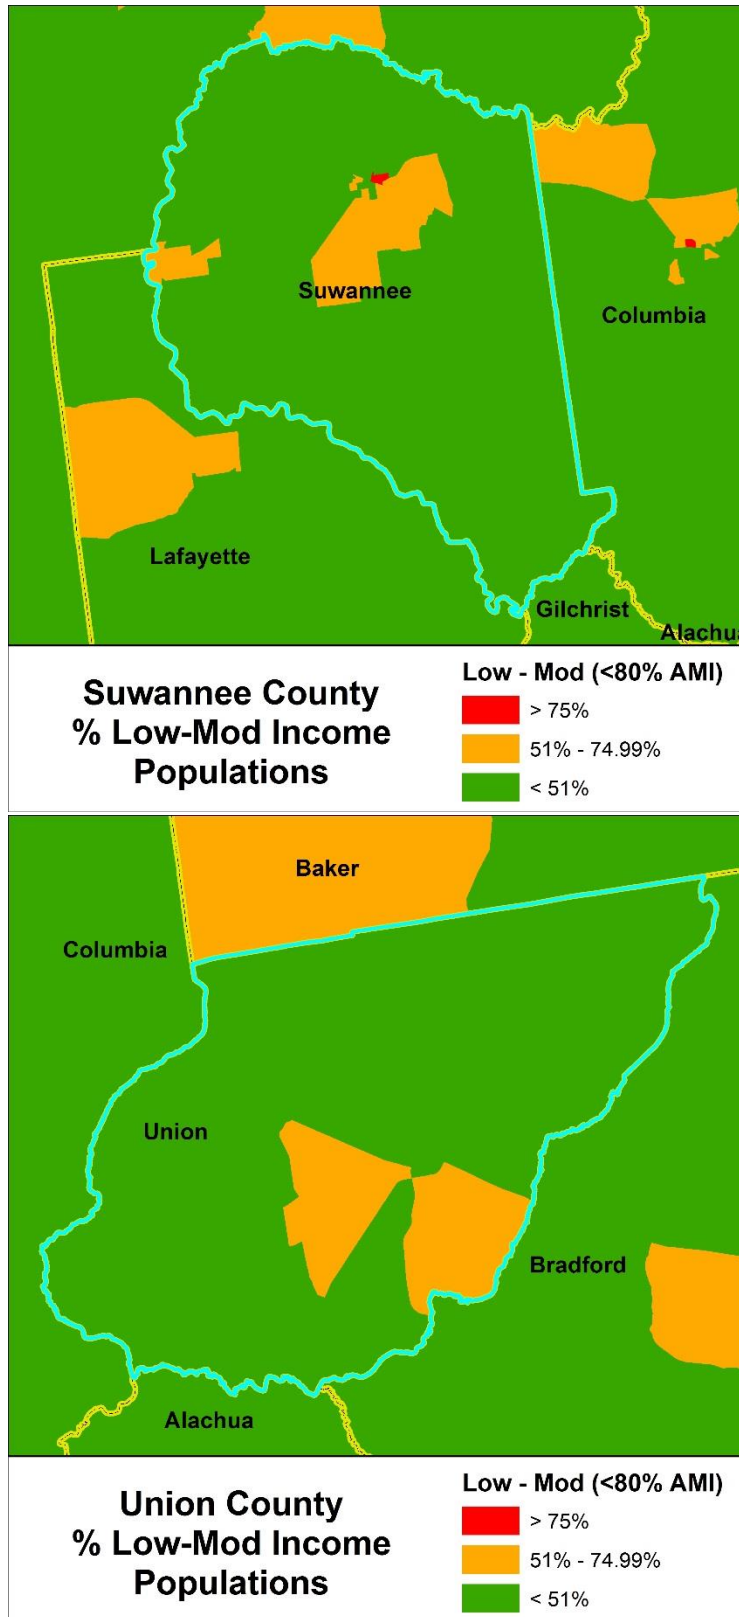 Suwannee
Columbia
Lafayette
Gilchrist
Alachua
Suwannee County
% Low-Mod Income
Populations
Low - Mod (<80% AMI)
> 75%
51% - 74.99%
< 51%
Baker
Columbia
Union
Bradford
Alachua
Union County
% Low-Mod Income
Populations
Low - Mod (<80% AMI)
> 75%
51% - 74.99%
< 51%